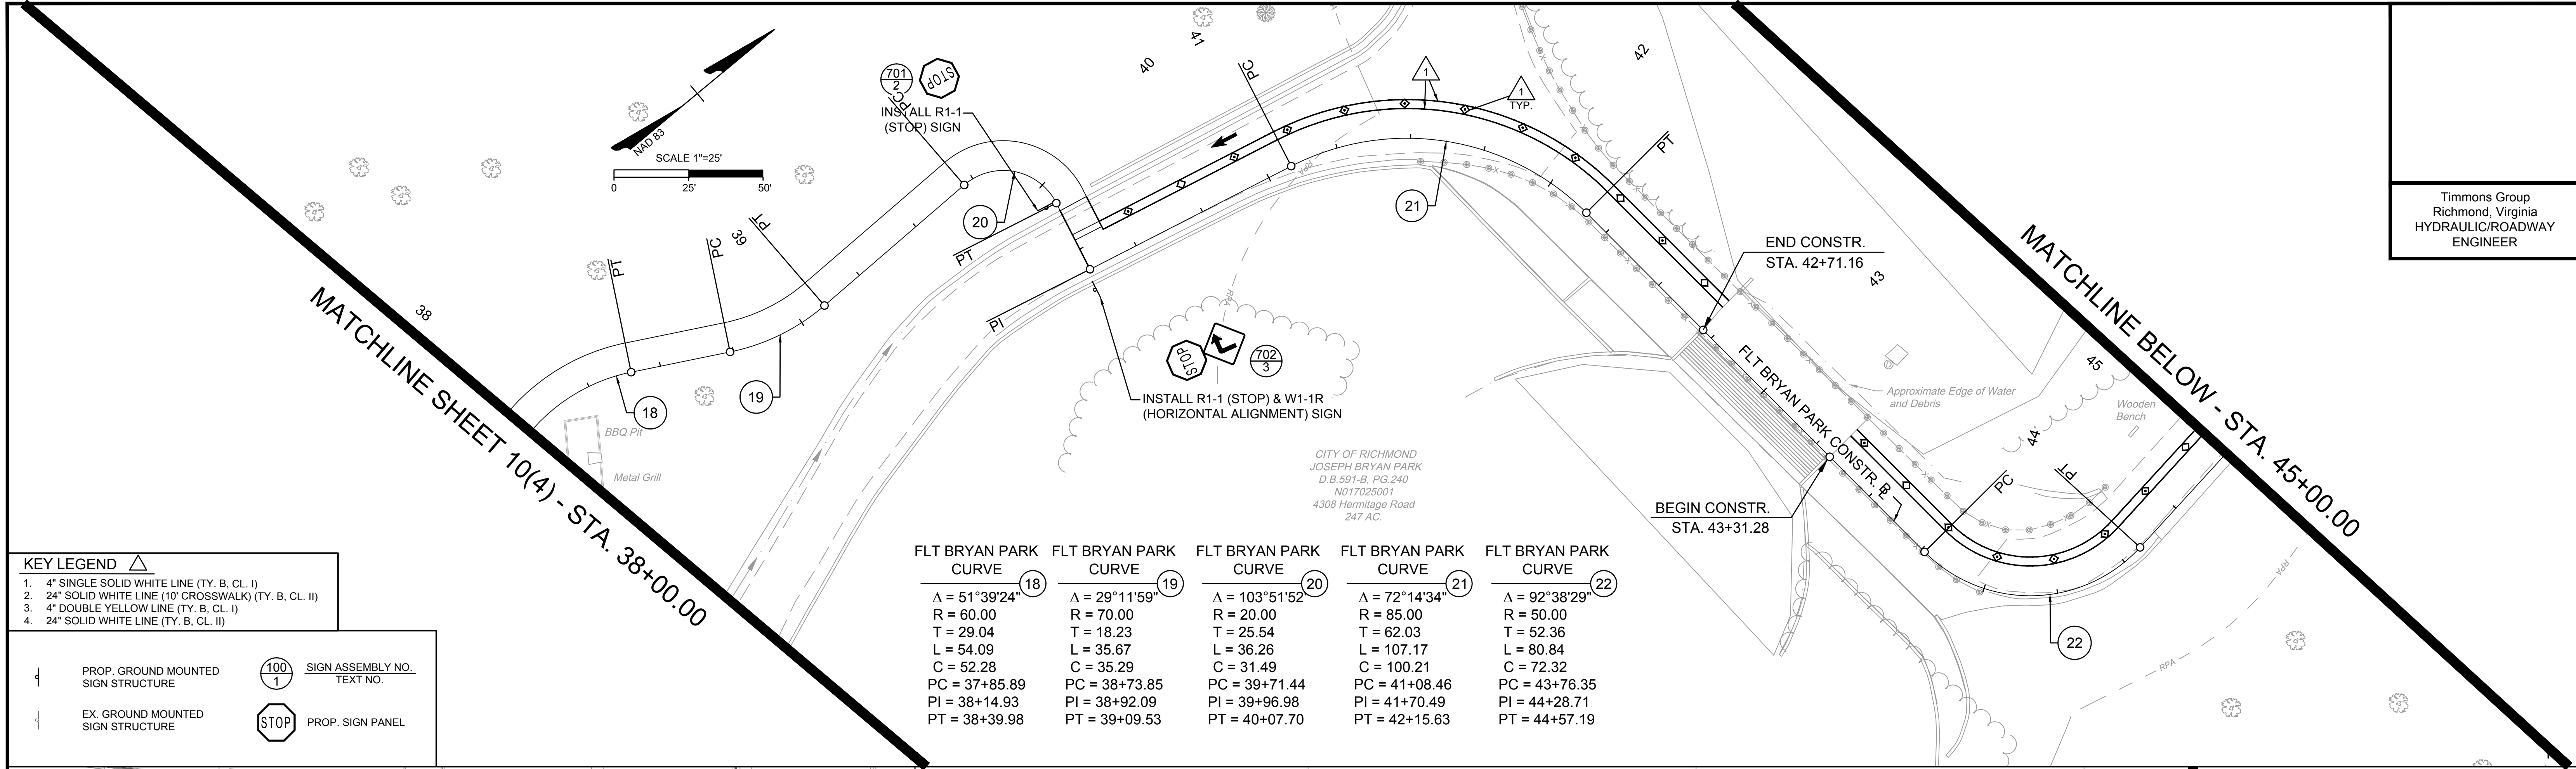 41
40
42
PC
701
2
STOP
PC
INSTALL R1-1
(STOP) SIGN
1
1
TYP.
NAD 83
SCALE 1"=25'
0 25' 50'
PT
RPA
20
PT
21
39
PT
PC
PT
PI
RPA
END CONSTR.
STA. 42+71.16
43
MATCHLINE BELOW - STA. 45+00.00
Timmons Group
Richmond, Virginia
HYDRAULIC/ROADWAY
ENGINEER
38
MATCHLINE SHEET 10(4) - STA. 38+00.00
18
19
BBQ Pit
Metal Grill
STOP
702
3
INSTALL R1-1 (STOP) & W1-1R
(HORIZONTAL ALIGNMENT) SIGN
FLT BRYAN PARK CONSTR. BL
Approximate Edge of Water
and Debris
45
Wooden
Bench
44
PC
PT
CITY OF RICHMOND
JOSEPH BRYAN PARK
D.B.591-B, PG.240
N017025001
4308 Hermitage Road
247 AC.
BEGIN CONSTR.
STA. 43+31.28
RPA
RPA
22
KEY LEGEND
1. 4" SINGLE SOLID WHITE LINE (TY. B, CL. I)
2. 24" SOLID WHITE LINE (10' CROSSWALK) (TY. B, CL. II)
3. 4" DOUBLE YELLOW LINE (TY. B, CL. I)
4. 24" SOLID WHITE LINE (TY. B, CL. II)
PROP. GROUND MOUNTED
SIGN STRUCTURE
EX. GROUND MOUNTED
SIGN STRUCTURE
100
1
SIGN ASSEMBLY NO.
TEXT NO.
STOP
PROP. SIGN PANEL
FLT BRYAN PARK
CURVE
18
Δ = 51°39'24"
R = 60.00
T = 29.04
L = 54.09
C = 52.28
PC = 37+85.89
PI = 38+14.93
PT = 38+39.98
FLT BRYAN PARK
CURVE
19
Δ = 29°11'59"
R = 70.00
T = 18.23
L = 35.67
C = 35.29
PC = 38+73.85
PI = 38+92.09
PT = 39+09.53
FLT BRYAN PARK
CURVE
20
Δ = 103°51'52"
R = 20.00
T = 25.54
L = 36.26
C = 31.49
PC = 39+71.44
PI = 39+96.98
PT = 40+07.70
FLT BRYAN PARK
CURVE
21
Δ = 72°14'34"
R = 85.00
T = 62.03
L = 107.17
C = 100.21
PC = 41+08.46
PI = 41+70.49
PT = 42+15.63
FLT BRYAN PARK
CURVE
22
Δ = 92°38'29"
R = 50.00
T = 52.36
L = 80.84
C = 72.32
PC = 43+76.35
PI = 44+28.71
PT = 44+57.19